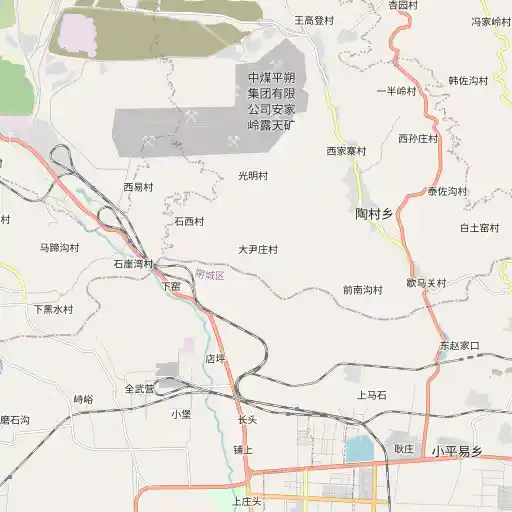 杏园村
王高登村
冯家岭村
中煤平朔
集团有限
公司安家
岭露天矿
韩佐沟村
一半岭村
西孙庄村
西家寨村
光明村
西易村
泰佐沟村
陶村乡
石西村
村
白土窑村
马蹄沟村
大尹庄村
石崖湾村
朔城区
下窑
前南沟村
歇马关村
下黑水村
东赵家口
店坪
全武营
上马石
峙峪
小堡
磨石沟
长头
铺上
耿庄
小平易乡
上庄头